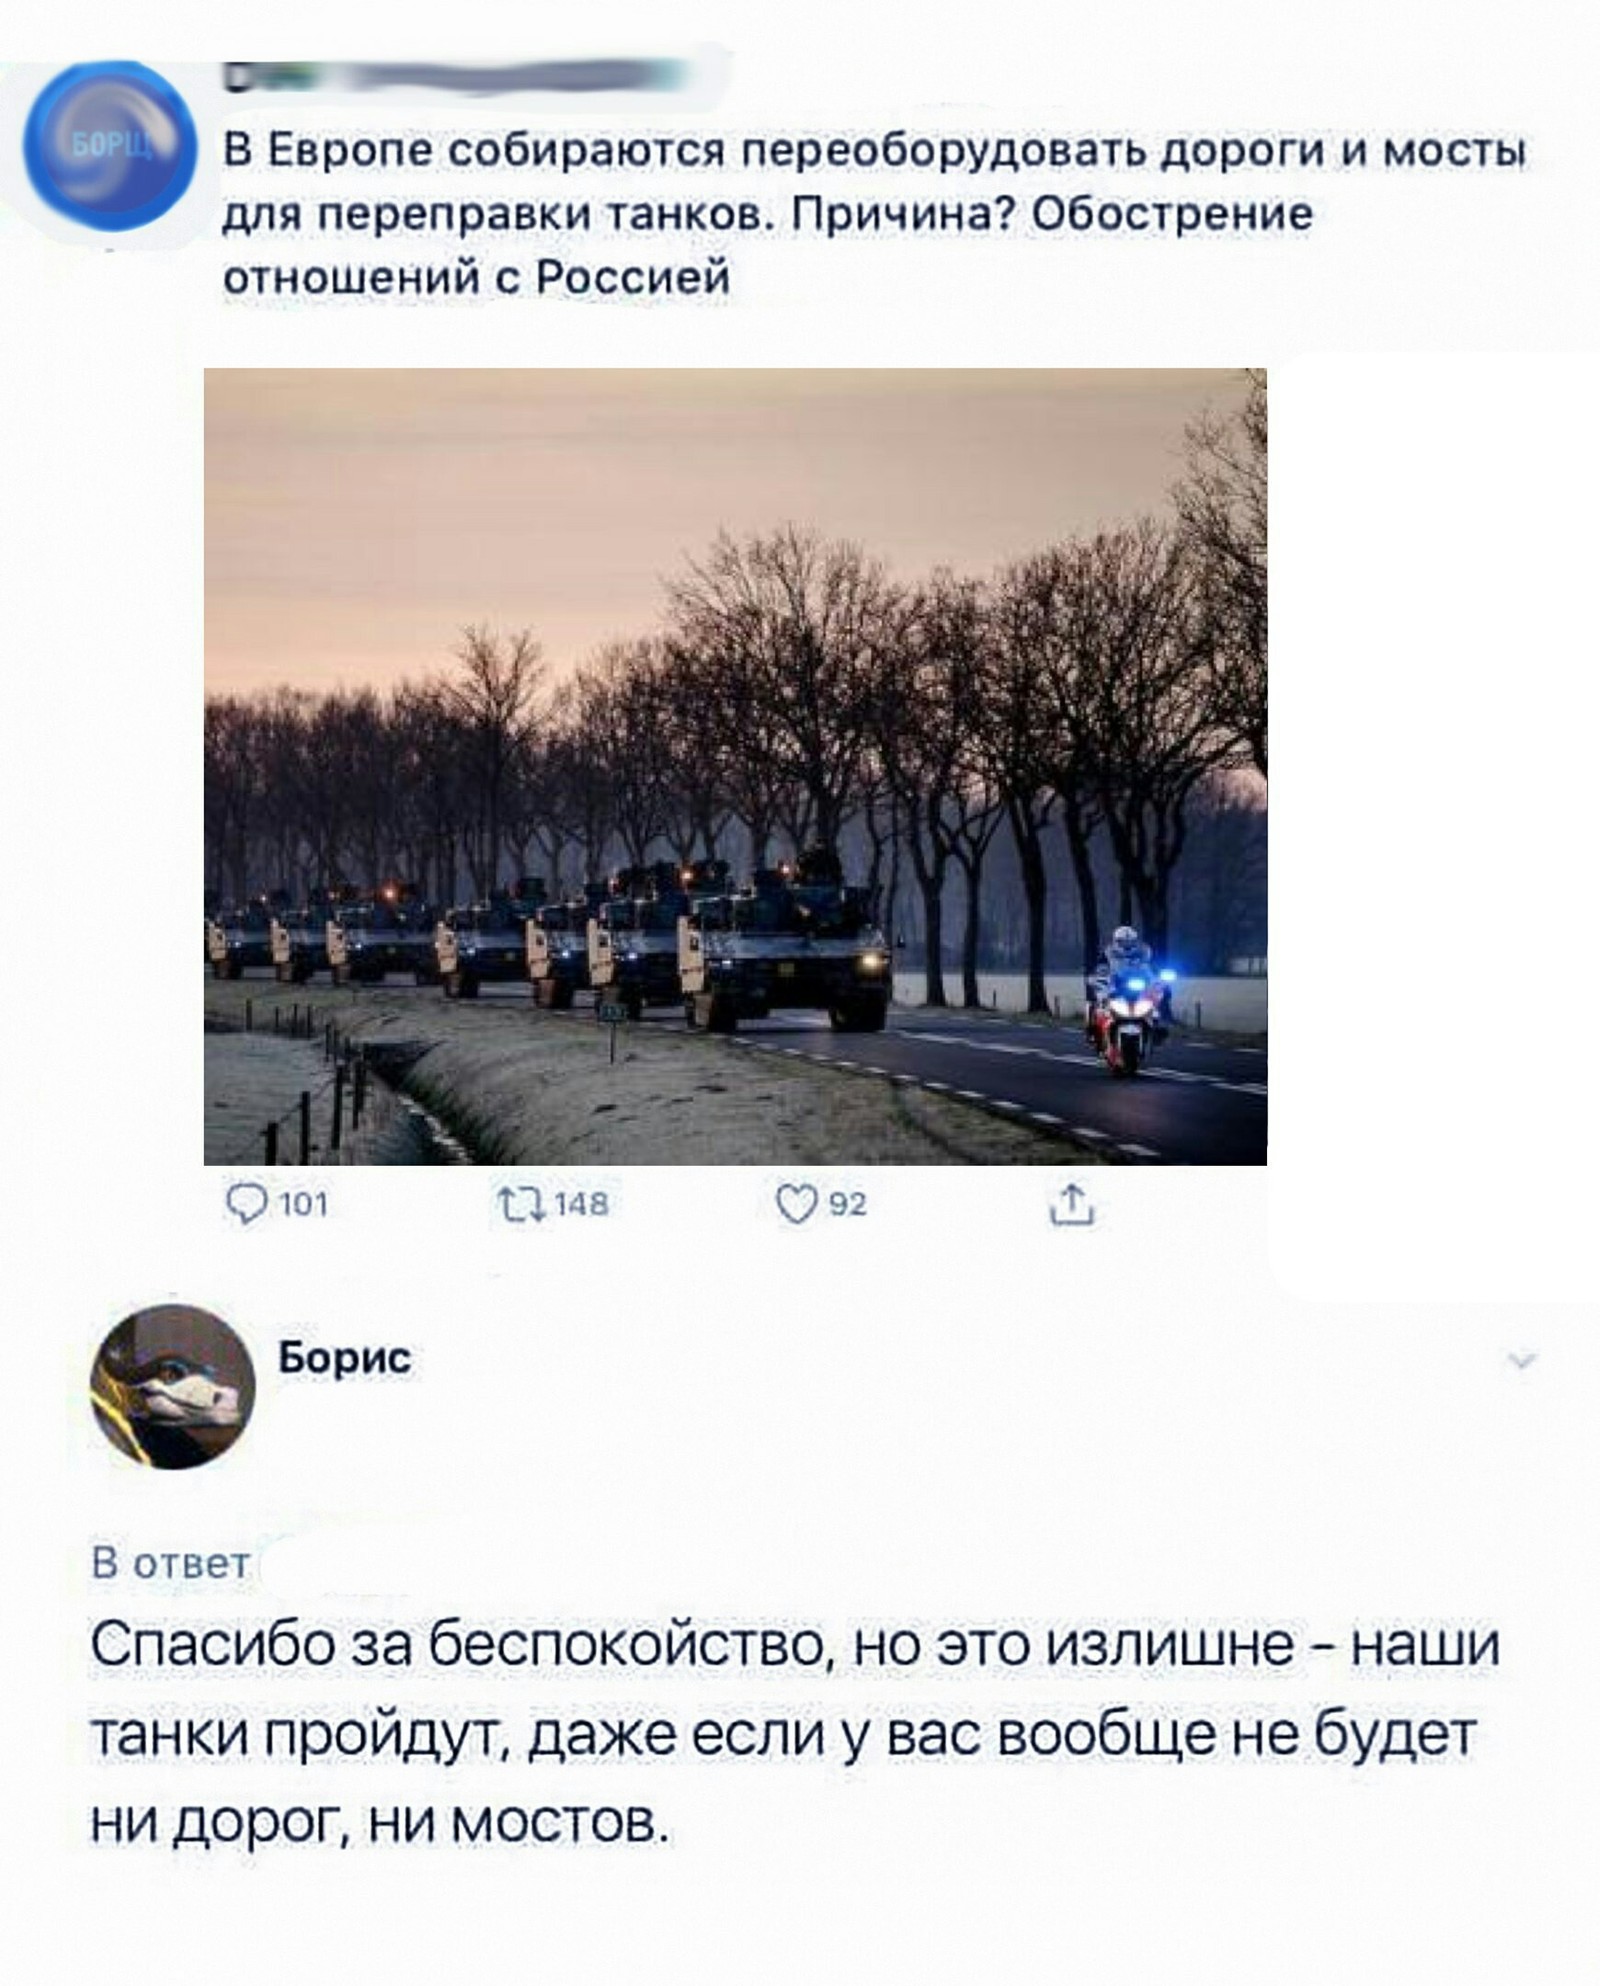 БОРЩ
В Европе собираются переоборудовать дороги и мосты
для переправки танков. Причина? Обострение
отношений с Россией
101 148 92
Борис
В ответ
Спасибо за беспокойство, но это излишне – наши
танки пройдут, даже если у вас вообще не будет
ни дорог, ни мостов.